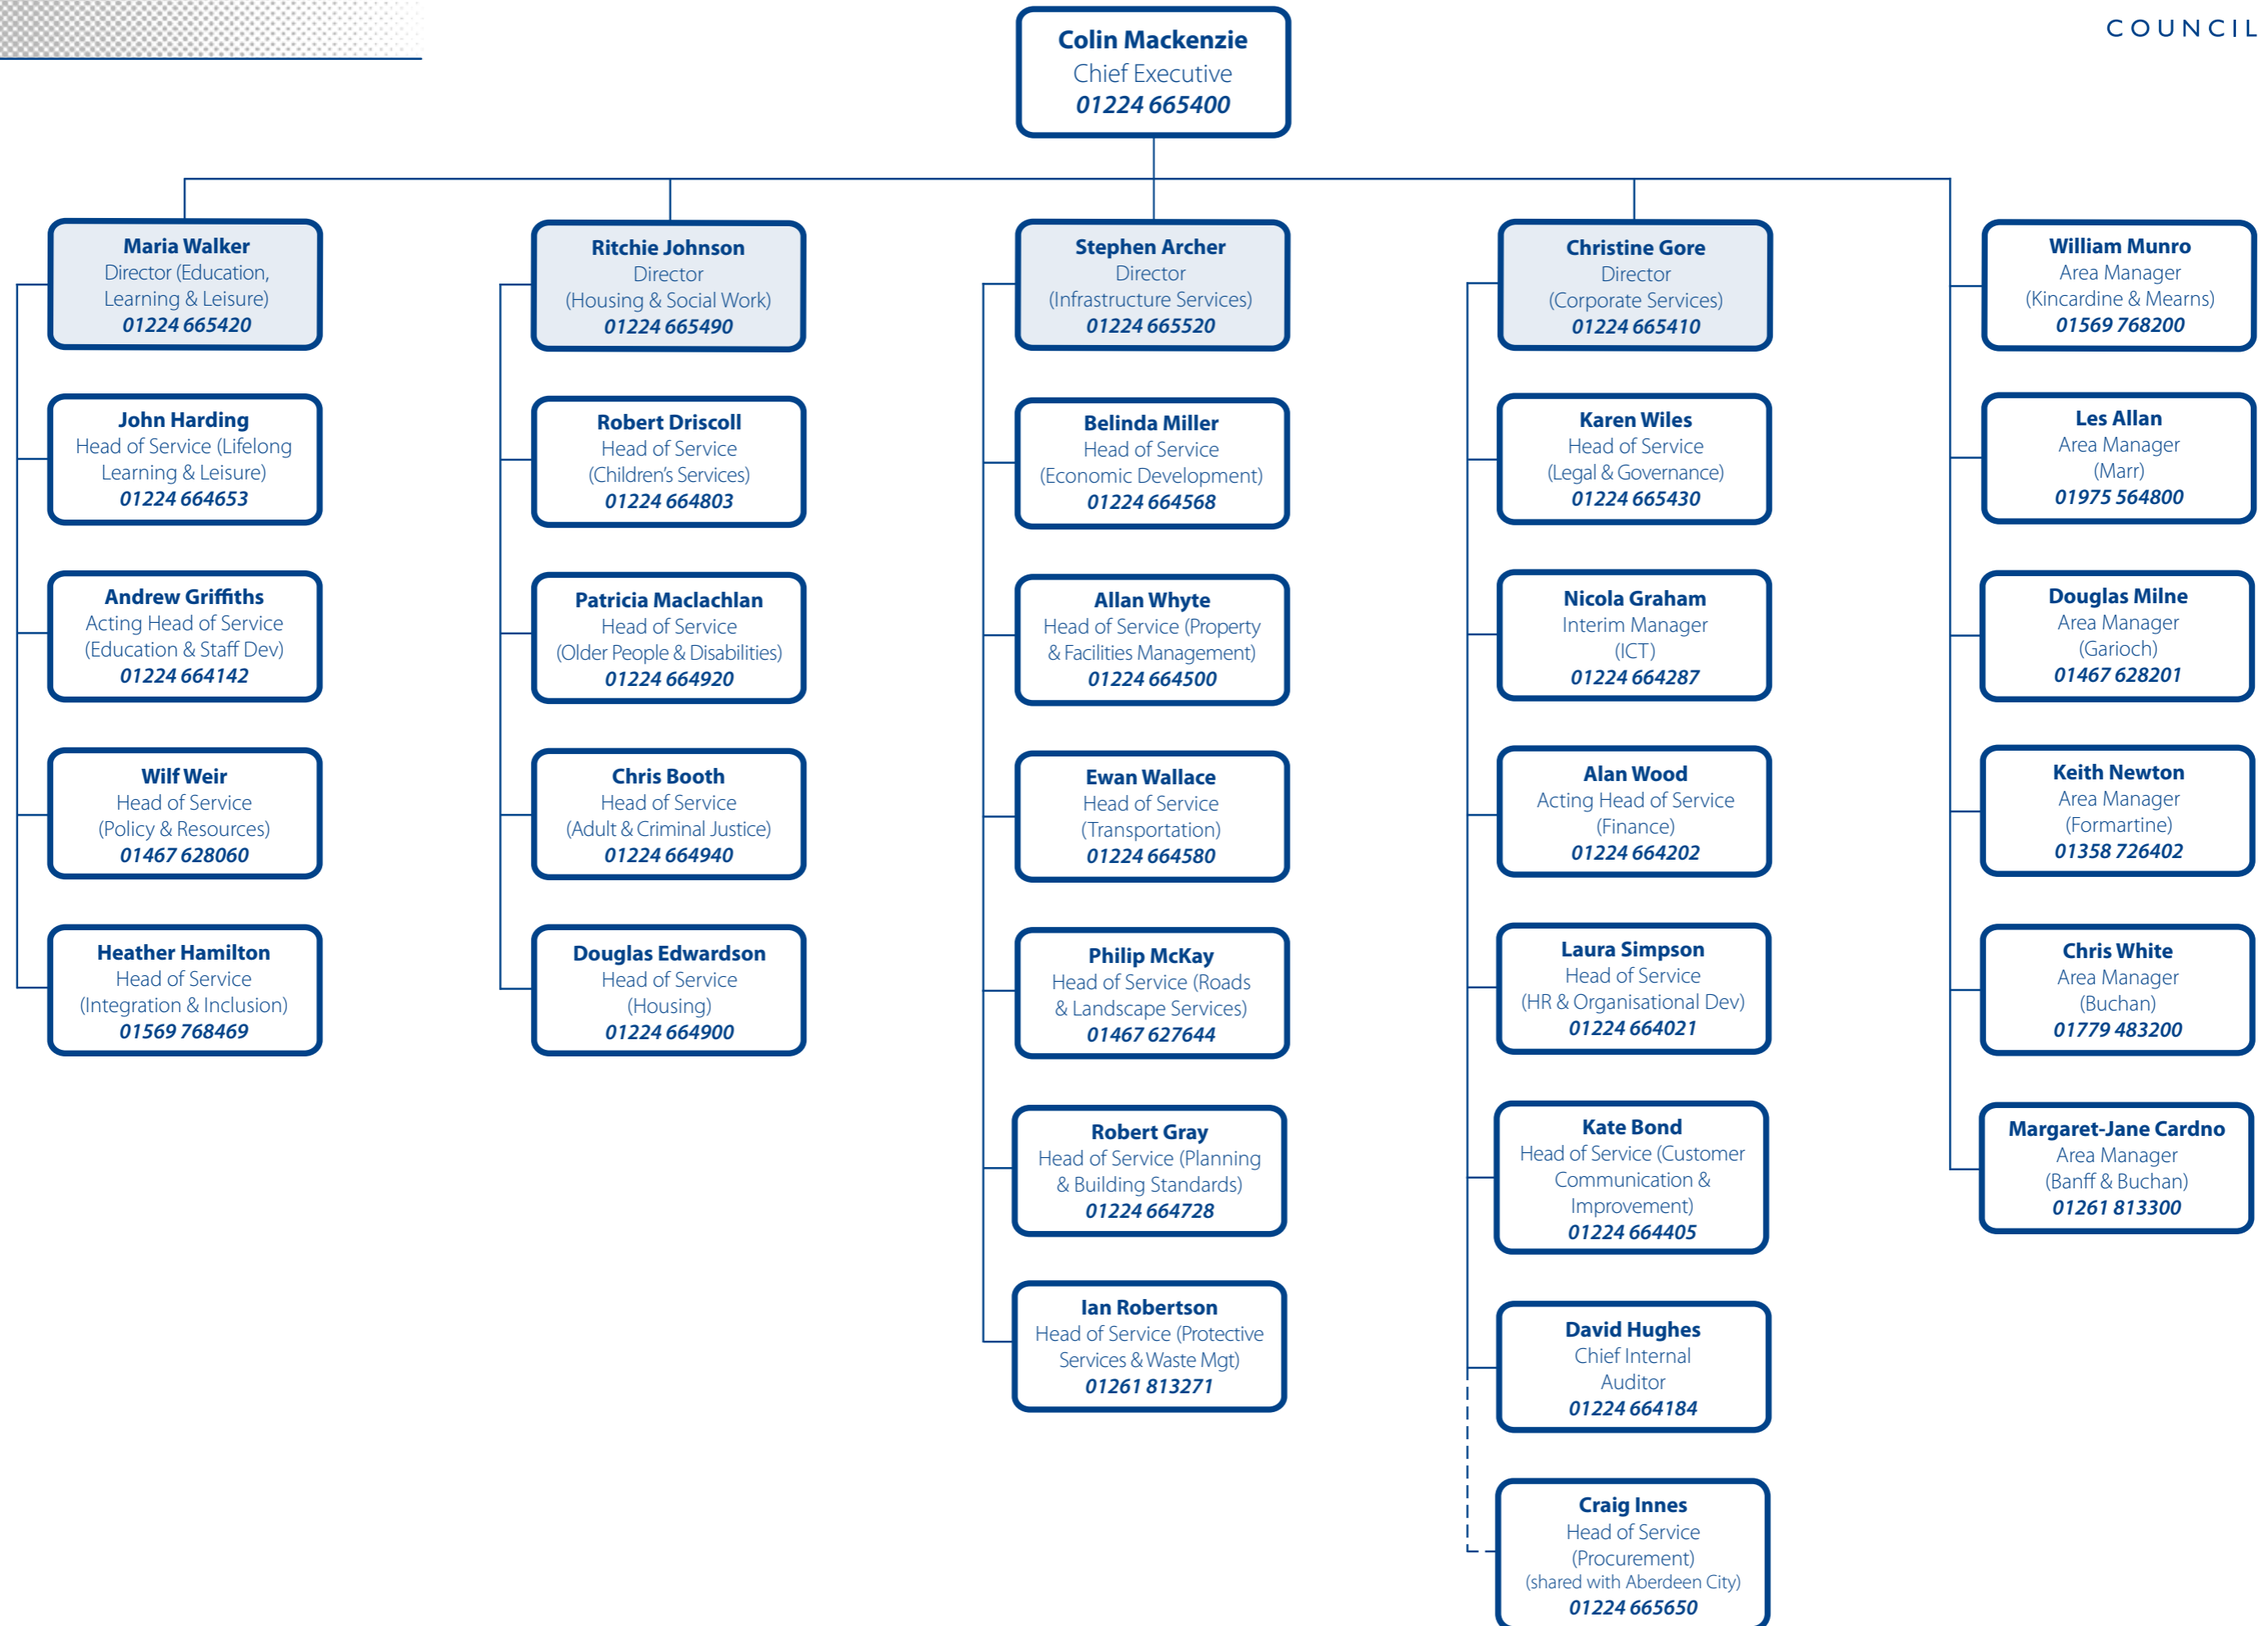 COUNCIL
Colin Mackenzie
Chief Executive
01224 665400
Maria Walker
Director (Education,
Learning & Leisure)
01224 665420
John Harding
Head of Service (Lifelong
Learning & Leisure)
01224 664653
Andrew Griffiths
Acting Head of Service
(Education & Staff Dev)
01224 664142
Wilf Weir
Head of Service
(Policy & Resources)
01467 628060
Heather Hamilton
Head of Service
(Integration & Inclusion)
01569 768469
Ritchie Johnson
Director
(Housing & Social Work)
01224 665490
Robert Driscoll
Head of Service
(Children’s Services)
01224 664803
Patricia Maclachlan
Head of Service
(Older People & Disabilities)
01224 664920
Chris Booth
Head of Service
(Adult & Criminal Justice)
01224 664940
Douglas Edwardson
Head of Service
(Housing)
01224 664900
Stephen Archer
Director
(Infrastructure Services)
01224 665520
Belinda Miller
Head of Service
(Economic Development)
01224 664568
Allan Whyte
Head of Service (Property
& Facilities Management)
01224 664500
Ewan Wallace
Head of Service
(Transportation)
01224 664580
Philip McKay
Head of Service (Roads
& Landscape Services)
01467 627644
Robert Gray
Head of Service (Planning
& Building Standards)
01224 664728
Ian Robertson
Head of Service (Protective
Services & Waste Mgt)
01261 813271
Christine Gore
Director
(Corporate Services)
01224 665410
Karen Wiles
Head of Service
(Legal & Governance)
01224 665430
Nicola Graham
Interim Manager
(ICT)
01224 664287
Alan Wood
Acting Head of Service
(Finance)
01224 664202
Laura Simpson
Head of Service
(HR & Organisational Dev)
01224 664021
Kate Bond
Head of Service (Customer
Communication &
Improvement)
01224 664405
David Hughes
Chief Internal
Auditor
01224 664184
Craig Innes
Head of Service
(Procurement)
(shared with Aberdeen City)
01224 665650
William Munro
Area Manager
(Kincardine & Mearns)
01569 768200
Les Allan
Area Manager
(Marr)
01975 564800
Douglas Milne
Area Manager
(Garioch)
01467 628201
Keith Newton
Area Manager
(Formartine)
01358 726402
Chris White
Area Manager
(Buchan)
01779 483200
Margaret-Jane Cardno
Area Manager
(Banff & Buchan)
01261 813300